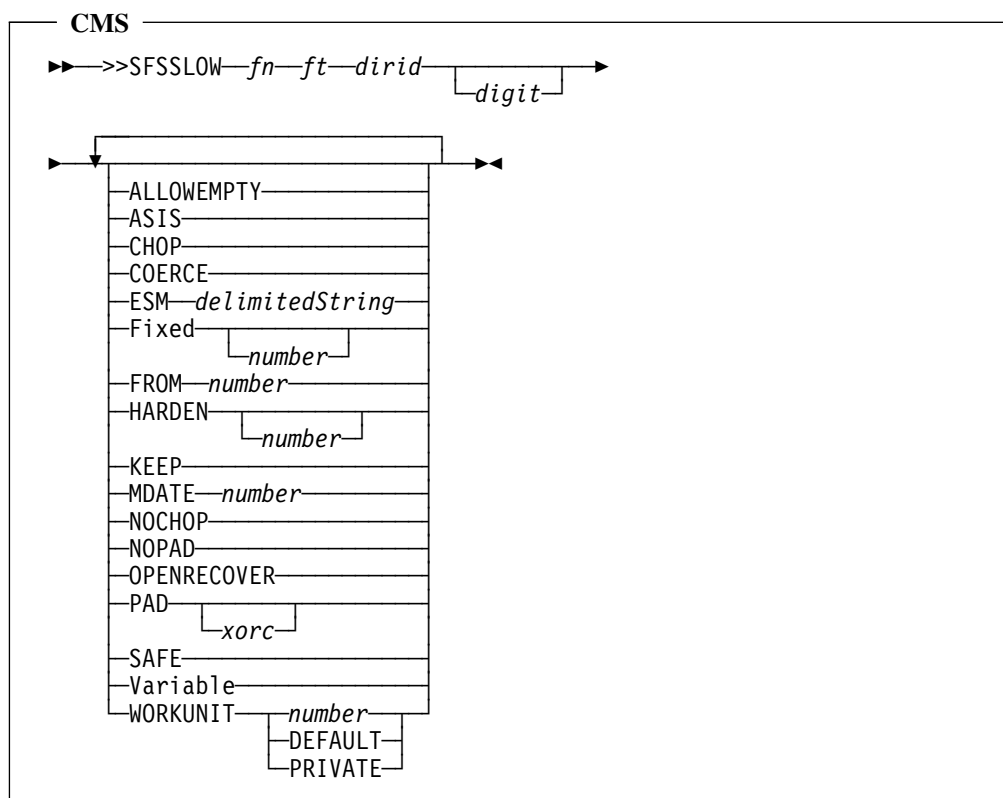 CMS
>>SFSSLOW fn ft dirid
digit
ALLOWEMPTY
ASIS
CHOP
COERCE
ESM delimitedString
Fixed
number
FROM number
HARDEN
number
KEEP
MDATE number
NOCHOP
NOPAD
OPENRECOVER
PAD
xorc
SAFE
Variable
WORKUNIT number
DEFAULT
PRIVATE